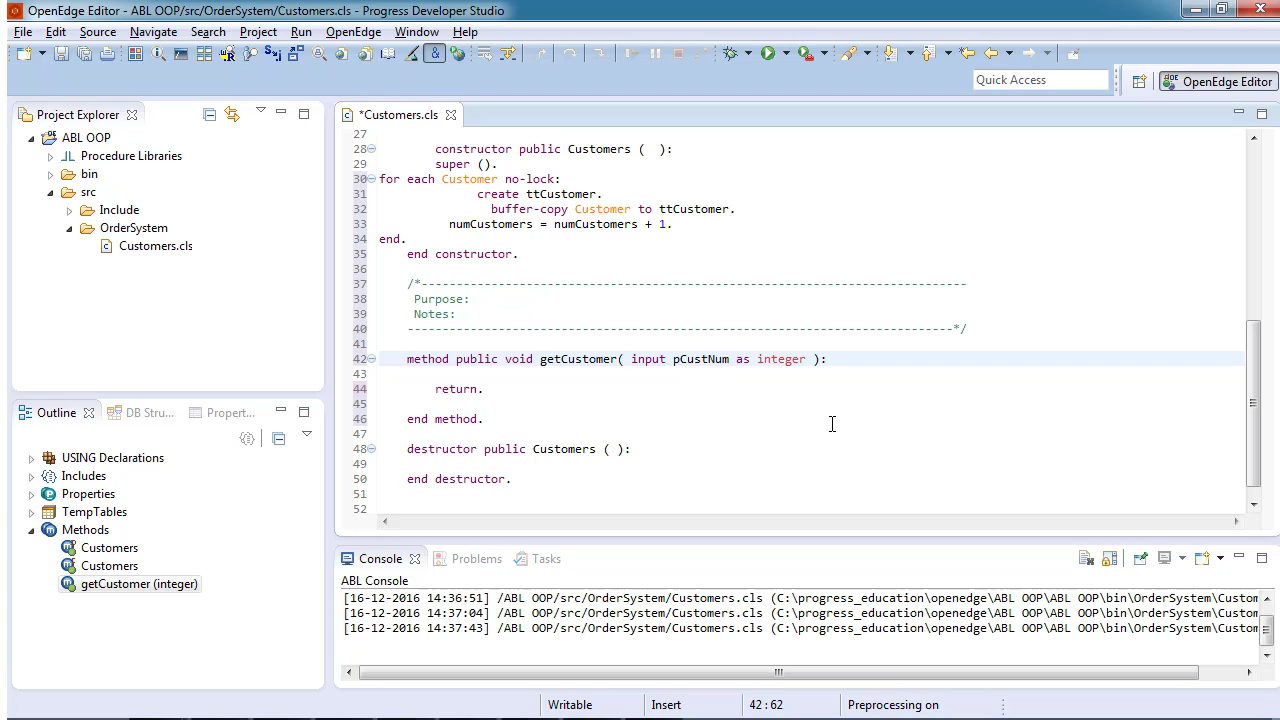 OpenEdge Editor - ABL OOP/src/OrderSystem/Customers.cls - Progress Developer Studio
File Edit Source Navigate Search Project Run OpenEdge Window Help
Quick Access
OpenEdge Editor
Project Explorer
ABL OOP
Procedure Libraries
bin
src
Include
OrderSystem
Customers.cls
*Customers.cls
27
28 constructor public Customers (  ):
29 super ().
30 for each Customer no-lock:
31 create ttCustomer.
32 buffer-copy Customer to ttCustomer.
33 numCustomers = numCustomers + 1.
34 end.
35 end constructor.
36
37 /*------------------------------------------------------------------------------
38 Purpose:
39 Notes:
40 ------------------------------------------------------------------------------*/
41
42 method public void getCustomer( input pCustNum as integer ):
43
44 return.
45
46 end method.
47
48 destructor public Customers ( ):
49
50 end destructor.
51
52
Outline
DB Stru...
Propert...
USING Declarations
Includes
Properties
TempTables
Methods
Customers
Customers
getCustomer (integer)
Console
Problems
Tasks
ABL Console
[16-12-2016 14:36:51] /ABL OOP/src/OrderSystem/Customers.cls (C:\progress_education\openedge\ABL OOP\ABL OOP\bin\OrderSystem\Custom
[16-12-2016 14:37:04] /ABL OOP/src/OrderSystem/Customers.cls (C:\progress_education\openedge\ABL OOP\ABL OOP\bin\OrderSystem\Custom
[16-12-2016 14:37:43] /ABL OOP/src/OrderSystem/Customers.cls (C:\progress_education\openedge\ABL OOP\ABL OOP\bin\OrderSystem\Custom
Writable
Insert
42 : 62
Preprocessing on